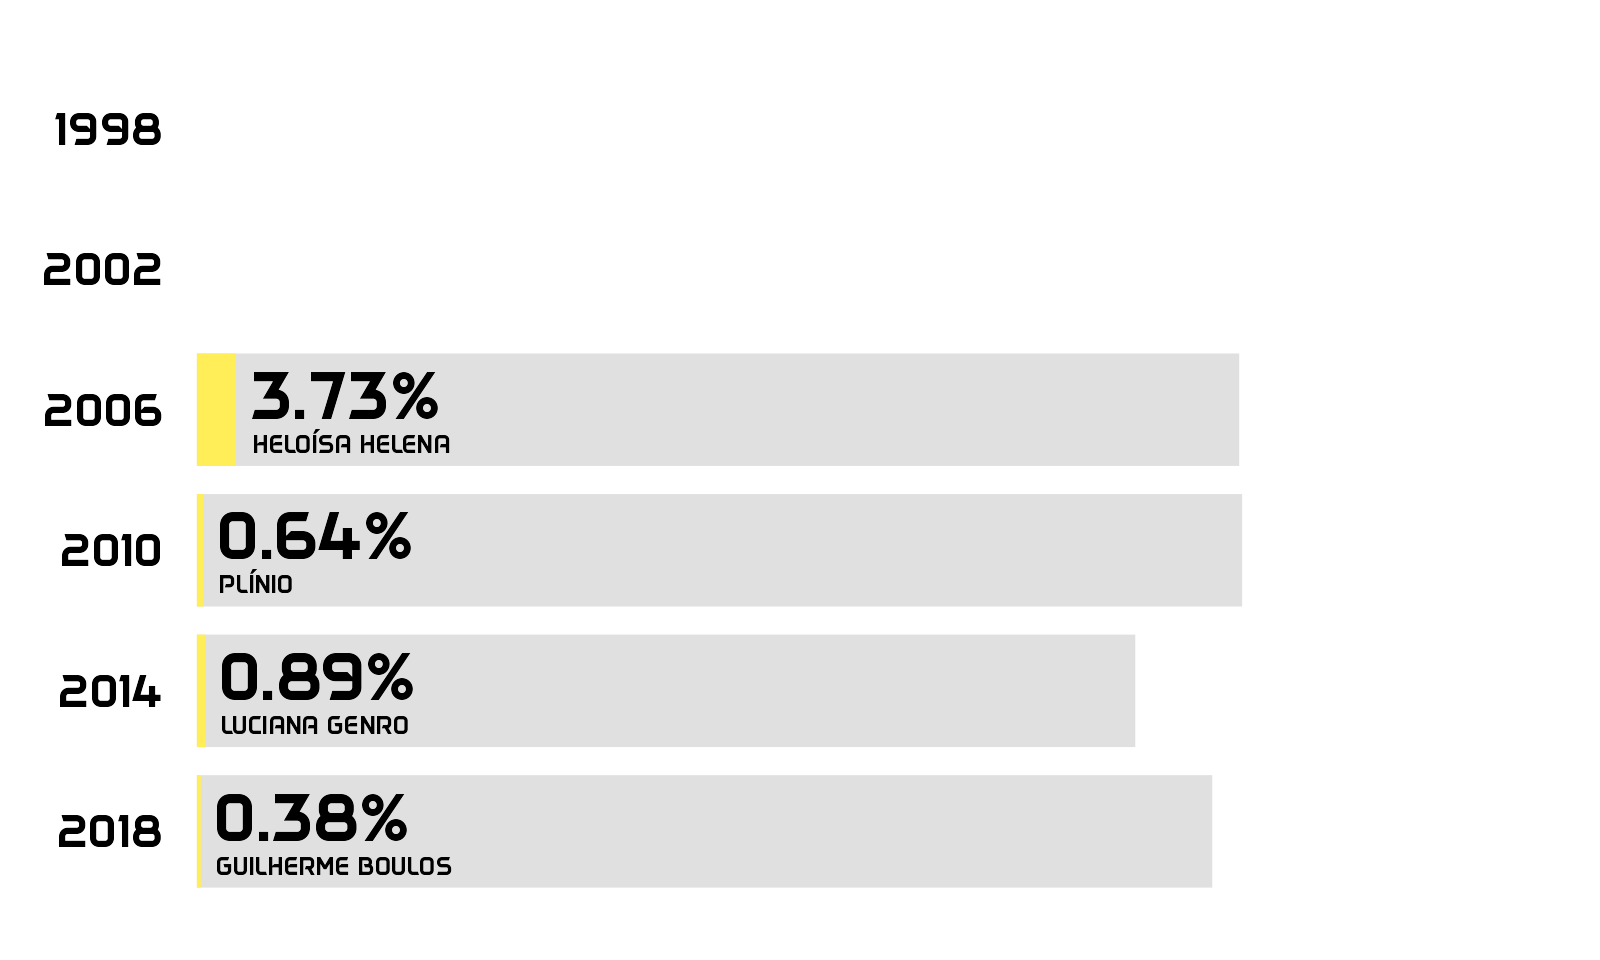 1998
2002
2006
3.73%
HELOÍSA HELENA
2010
0.64%
PLÍNIO
2014
0.89%
LUCIANA GENRO
2018
0.38%
GUILHERME BOULOS